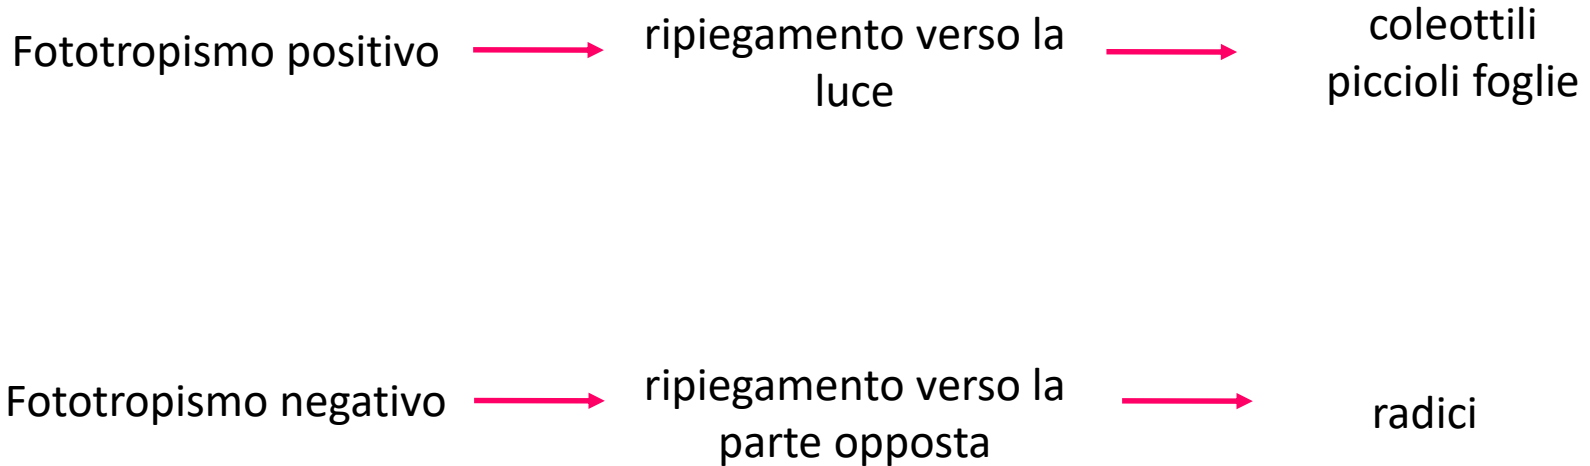 Fototropismo positivo
ripiegamento verso la
luce
coleottili
piccioli foglie
Fototropismo negativo
ripiegamento verso la
parte opposta
radici